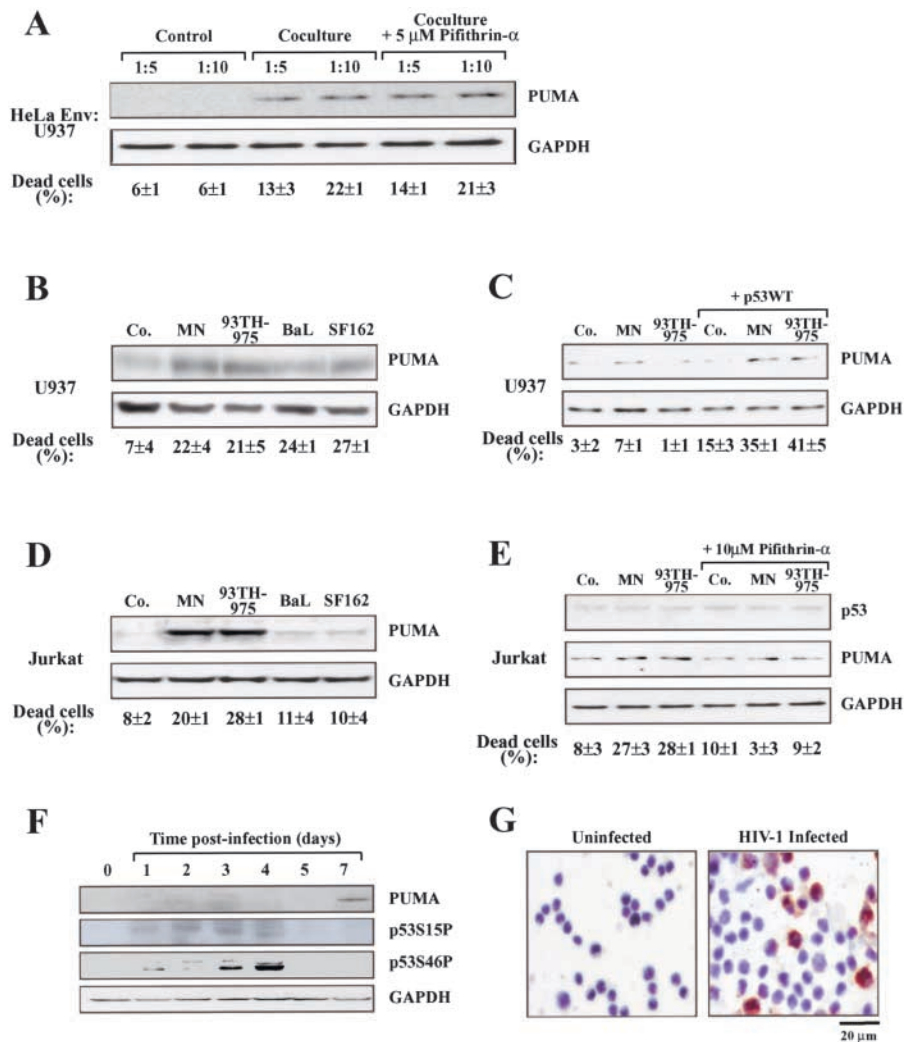 A
Control
Coculture
Coculture
+ 5 µM Pifithrin-α
1:5 1:10 1:5 1:10 1:5 1:10
HeLa Env:
U937
PUMA
GAPDH
Dead cells
(%):
6±1 6±1 13±3 22±1 14±1 21±3
B
Co. MN 93TH-
975 BaL SF162
U937
PUMA
GAPDH
Dead cells
(%):
7±4 22±4 21±5 24±1 27±1
C
+ p53WT
Co. MN 93TH-
975 Co. MN 93TH-
975
U937
PUMA
GAPDH
Dead cells
(%):
3±2 7±1 1±1 15±3 35±1 41±5
D
Co. MN 93TH-
975 BaL SF162
Jurkat
PUMA
GAPDH
Dead cells
(%):
8±2 20±1 28±1 11±4 10±4
E
+ 10µM Pifithrin-α
Co. MN 93TH-
975 Co. MN 93TH-
975
p53
Jurkat
PUMA
GAPDH
Dead cells
(%):
8±3 27±3 28±1 10±1 3±3 9±2
F
Time post-infection (days)
0 1 2 3 4 5 7
PUMA
p53S15P
p53S46P
GAPDH
G
Uninfected
HIV-1 Infected
20 µm